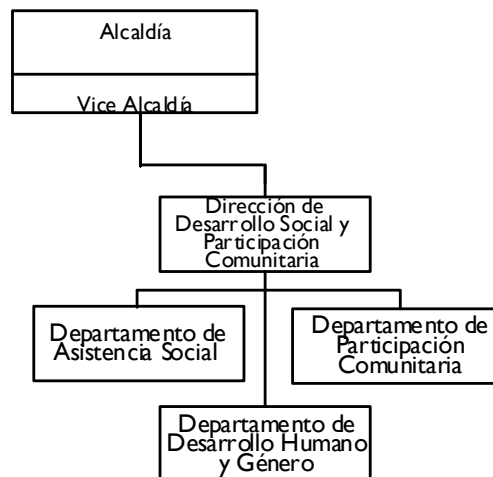 Alcaldía
Vice Alcaldía
Dirección de
Desarrollo Social y
Participación
Comunitaria
Departamento de
Asistencia Social
Departamento de
Participación
Comunitaria
Departamento de
Desarrollo Humano
y Género